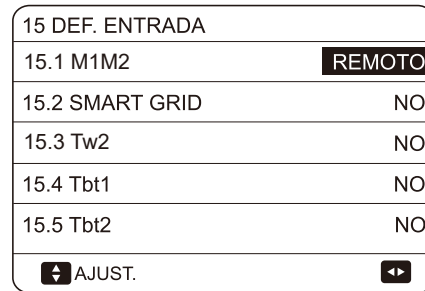 15 DEF. ENTRADA
15.1 M1M2 REMOTO
15.2 SMART GRID NO
15.3 Tw2 NO
15.4 Tbt1 NO
15.5 Tbt2 NO
AJUST.